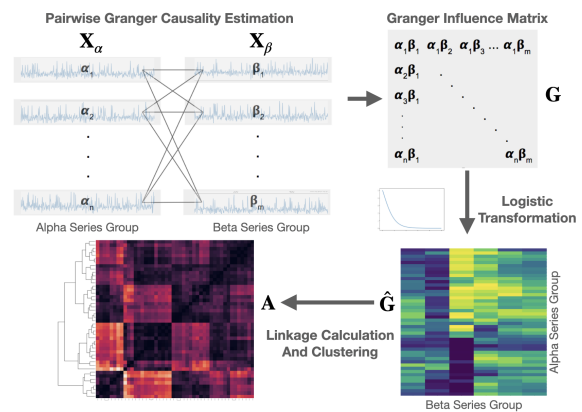 Pairwise Granger Causality Estimation
Granger Influence Matrix
Xα
Xβ
α1
β1
α2
β2
αn
βm
Alpha Series Group
Beta Series Group
α1β1 α1β2 α1β3 ... α1βm
α2β1
α3β1
αnβ1
αnβm
G
Logistic
Transformation
A
Ĝ
Linkage Calculation
And Clustering
Alpha Series Group
Beta Series Group